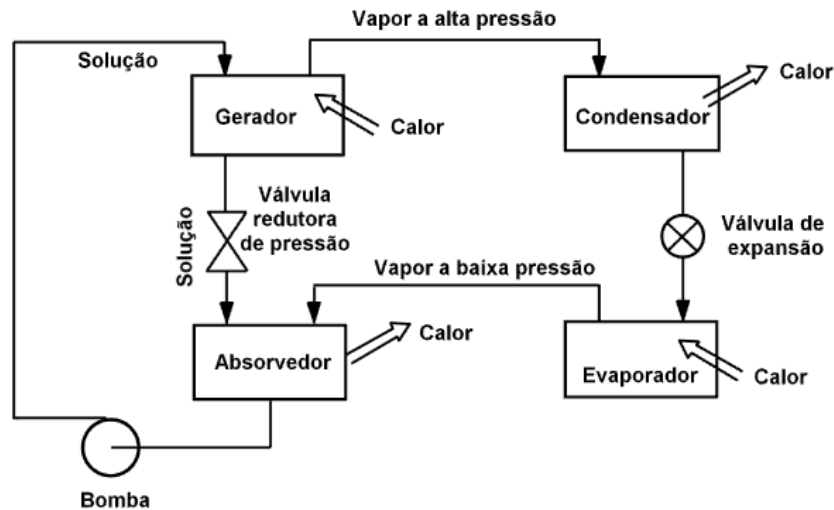 Vapor a alta pressão
Solução
Calor
Gerador
Calor
Condensador
Válvula
redutora
de pressão
Solução
Válvula de
expansão
Vapor a baixa pressão
Absorvedor
Calor
Evaporador
Calor
Bomba